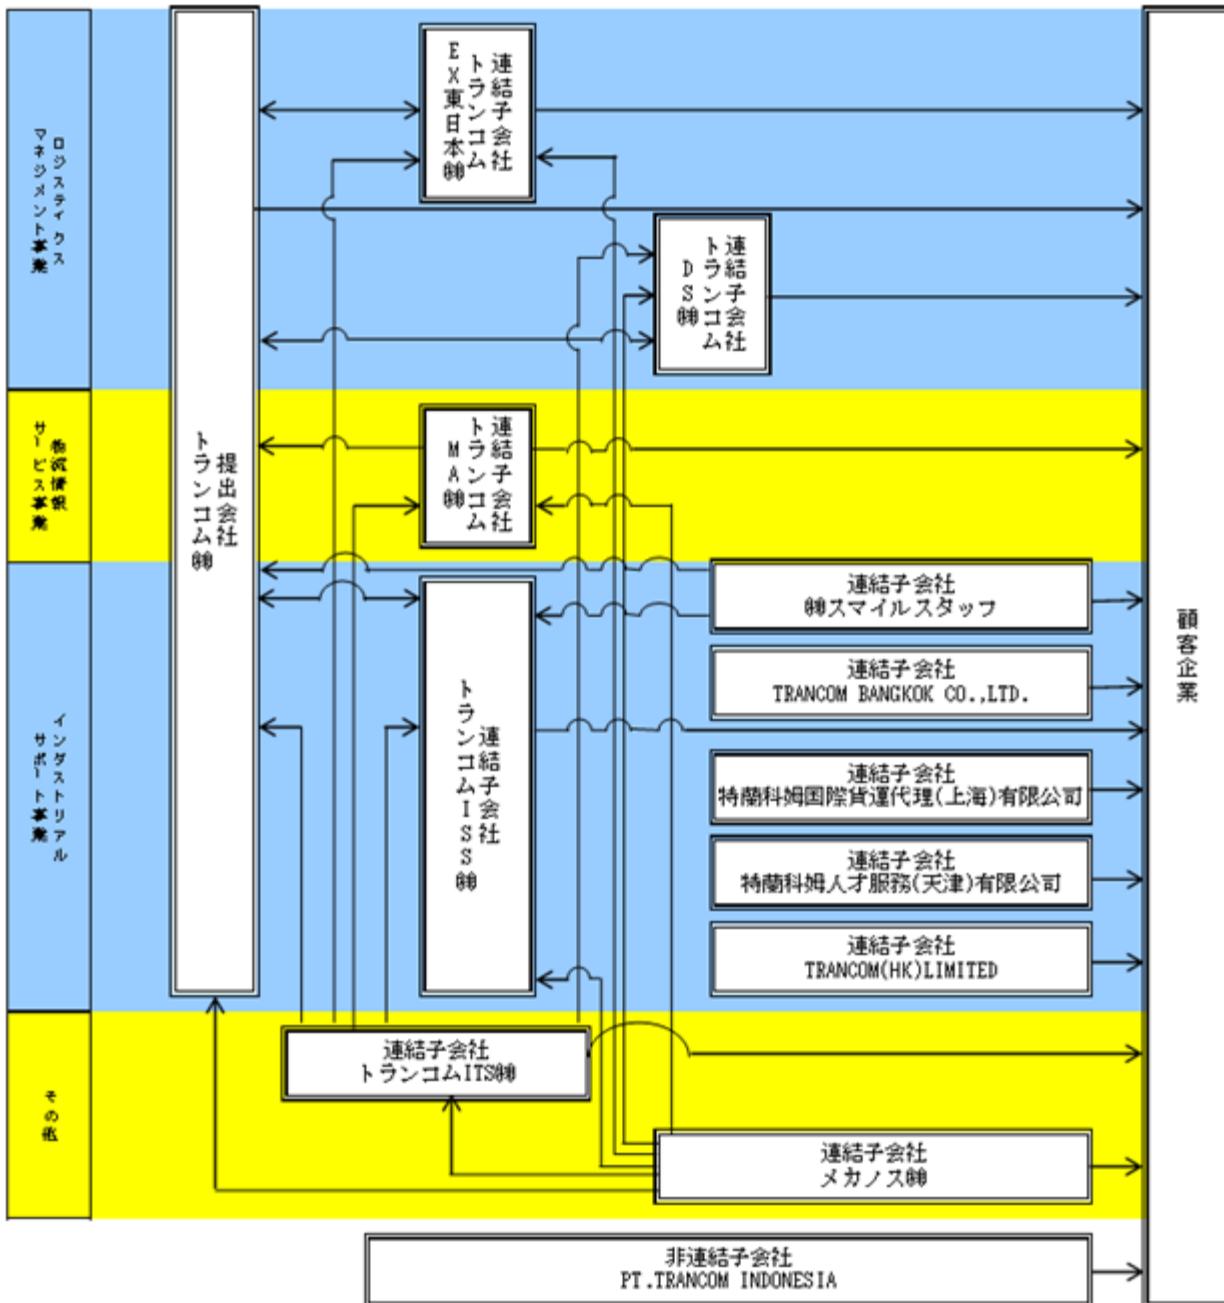 ロジスティクス
マネジメント事業
物流情報
サービス事業
インダストリアル
サポート事業
その他
提出会社
トランコム㈱
連結子会社
トランコム
EX東日本㈱
連結子会社
トランコム
DS㈱
連結子会社
トランコム
MA㈱
連結子会社
トランコムISS㈱
連結子会社
㈱スマイルスタッフ
連結子会社
TRANCOM BANGKOK CO.,LTD.
連結子会社
特蘭科姆国際貨運代理(上海)有限公司
連結子会社
特蘭科姆人才服務(天津)有限公司
連結子会社
TRANCOM(HK)LIMITED
連結子会社
トランコムITS㈱
連結子会社
メカノス㈱
非連結子会社
PT.TRANCOM INDONESIA
顧客企業